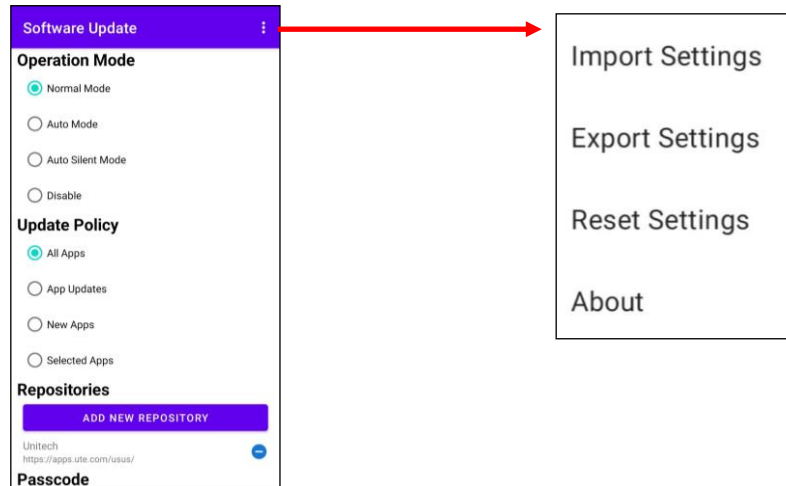 Software Update
Operation Mode
Normal Mode
Auto Mode
Auto Silent Mode
Disable
Update Policy
All Apps
App Updates
New Apps
Selected Apps
Repositories
ADD NEW REPOSITORY
Unitech
https://apps.ute.com/usus/
Passcode
Import Settings
Export Settings
Reset Settings
About